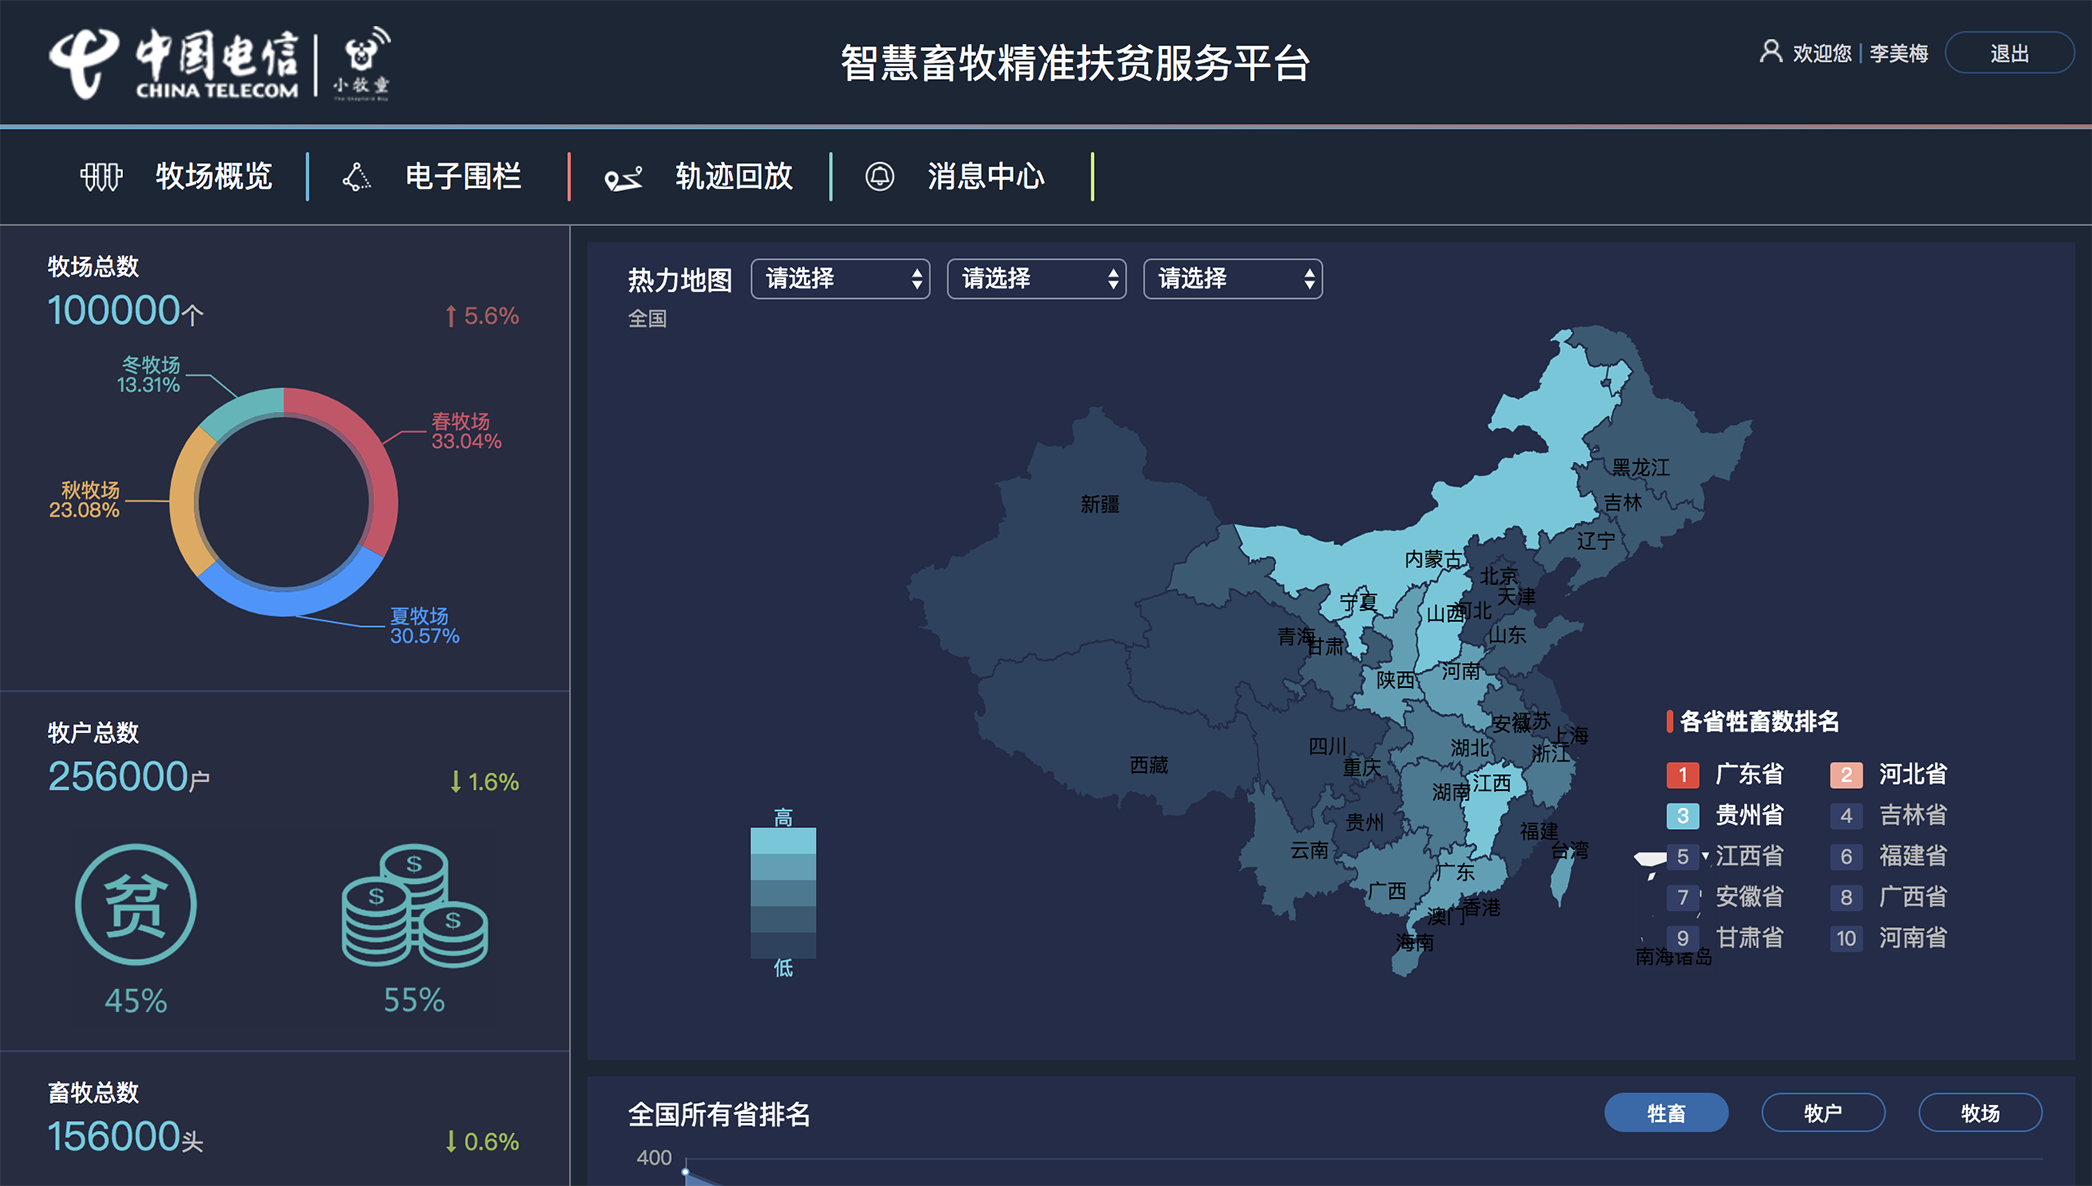 中国电信
CHINA TELECOM
小牧童
The Shepherd Boy
智慧畜牧精准扶贫服务平台
欢迎您 | 李美梅
退出
牧场概览
电子围栏
轨迹回放
消息中心
牧场总数
100000个
5.6%
冬牧场
13.31%
春牧场
33.04%
秋牧场
23.08%
夏牧场
30.57%
牧户总数
256000户
1.6%
贫
$
$
$
45%
55%
畜牧总数
156000头
0.6%
热力地图
请选择
请选择
请选择
全国
黑龙江
吉林
新疆
辽宁
内蒙古
北京
天津
宁夏
山西
河北
山东
青海
甘肃
河南
陕西
安徽
江苏
上海
四川
湖北
浙江
重庆
西藏
江西
湖南
贵州
福建
云南
台湾
广东
广西
香港
澳门
海南
南海诸岛
高
低
各省牲畜数排名
1 广东省
2 河北省
3 贵州省
4 吉林省
5 江西省
6 福建省
7 安徽省
8 广西省
9 甘肃省
10 河南省
全国所有省排名
牲畜
牧户
牧场
400